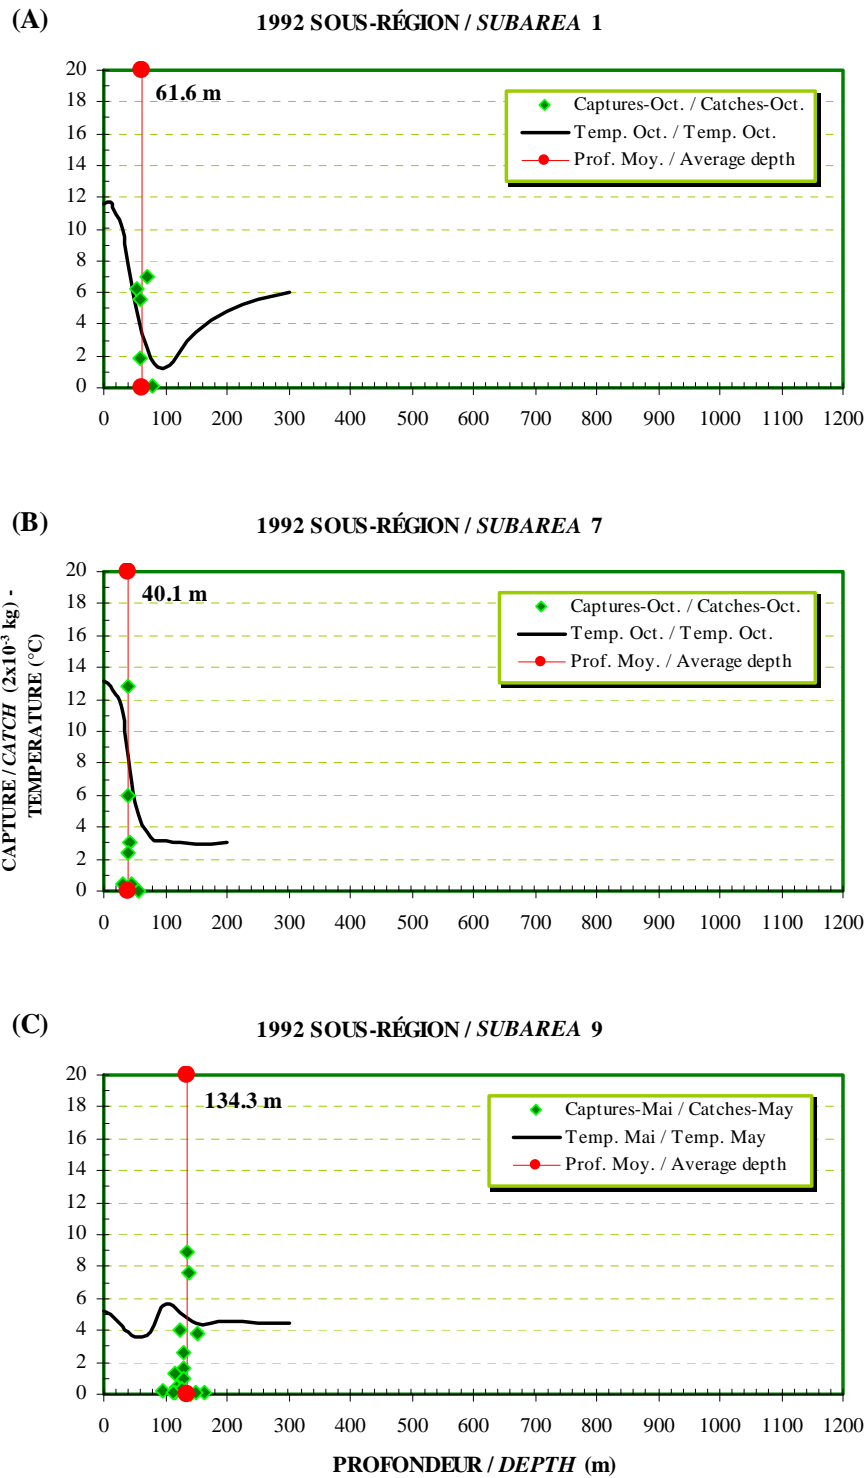 (A)
1992 SOUS-RÉGION / SUBAREA 1
20
18
16
14
12
10
8
6
4
2
0
61.6 m
Captures-Oct. / Catches-Oct.
Temp. Oct. / Temp. Oct.
Prof. Moy. / Average depth
0 100 200 300 400 500 600 700 800 900 1000 1100 1200
(B)
1992 SOUS-RÉGION / SUBAREA 7
CAPTURE / CATCH (2x10⁻³ kg) -
TEMPERATURE (°C)
20
18
16
14
12
10
8
6
4
2
0
40.1 m
Captures-Oct. / Catches-Oct.
Temp. Oct. / Temp. Oct.
Prof. Moy. / Average depth
0 100 200 300 400 500 600 700 800 900 1000 1100 1200
(C)
1992 SOUS-RÉGION / SUBAREA 9
20
18
16
14
12
10
8
6
4
2
0
134.3 m
Captures-Mai / Catches-May
Temp. Mai / Temp. May
Prof. Moy. / Average depth
0 100 200 300 400 500 600 700 800 900 1000 1100 1200
PROFONDEUR / DEPTH (m)